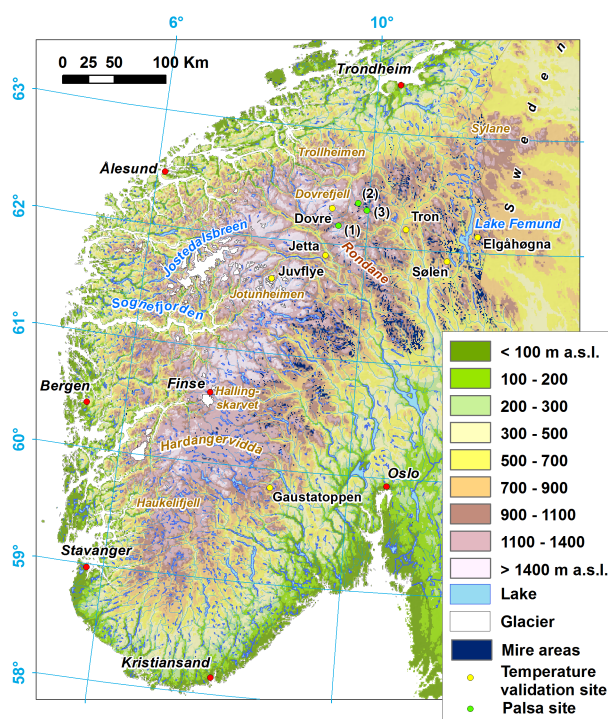 6°
10°
0 25 50 100 Km
63°
Trondheim
Sweden
Sylane
Trollheimen
Ålesund
Dovrefjell
(2)
(3)
62°
Dovre
(1)
Tron
Lake Femund
Jostedalsbreen
Jetta
Rondane
Elgåhøgna
Sølen
Juvflye
Jotunheimen
Sognefjorden
61°
Bergen
Finse
Halling-
skarvet
60°
Hardangervidda
Oslo
Gaustatoppen
Haukelifjell
59°
Stavanger
58°
Kristiansand
< 100 m a.s.l.
100 - 200
200 - 300
300 - 500
500 - 700
700 - 900
900 - 1100
1100 - 1400
> 1400 m a.s.l.
Lake
Glacier
Mire areas
Temperature
validation site
Palsa site